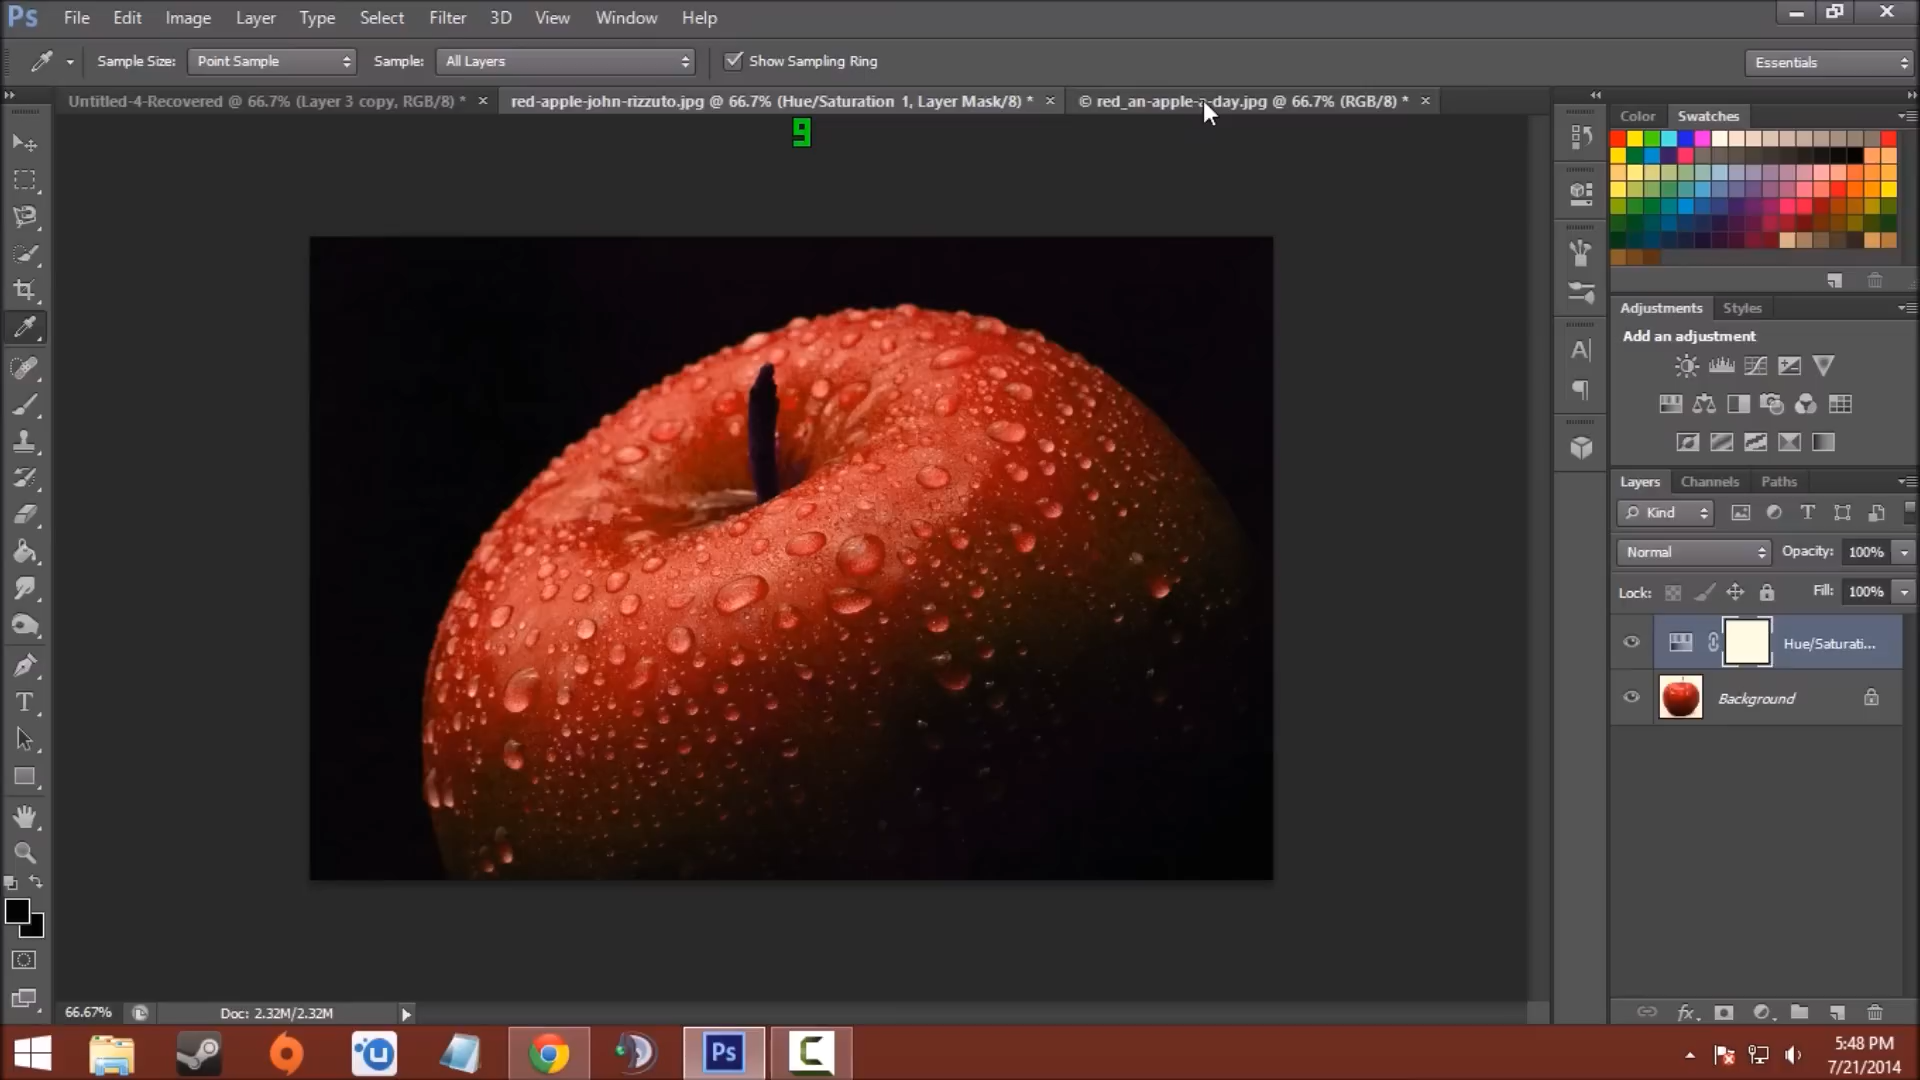 Ps File Edit Image Layer Type Select Filter 3D View Window Help
Sample Size: Point Sample Sample: All Layers Show Sampling Ring Essentials
Untitled-4-Recovered @ 66.7% (Layer 3 copy, RGB/8) * red-apple-john-rizzuto.jpg @ 66.7% (Hue/Saturation 1, Layer Mask/8) * © red_an-apple-a-day.jpg @ 66.7% (RGB/8) *
9
Color Swatches
Adjustments Styles
Add an adjustment
Layers Channels Paths
Kind
Normal Opacity: 100%
Lock: Fill: 100%
Hue/Saturati...
Background
66.67% Doc: 2.32M/2.32M
Ps
5:48 PM
7/21/2014